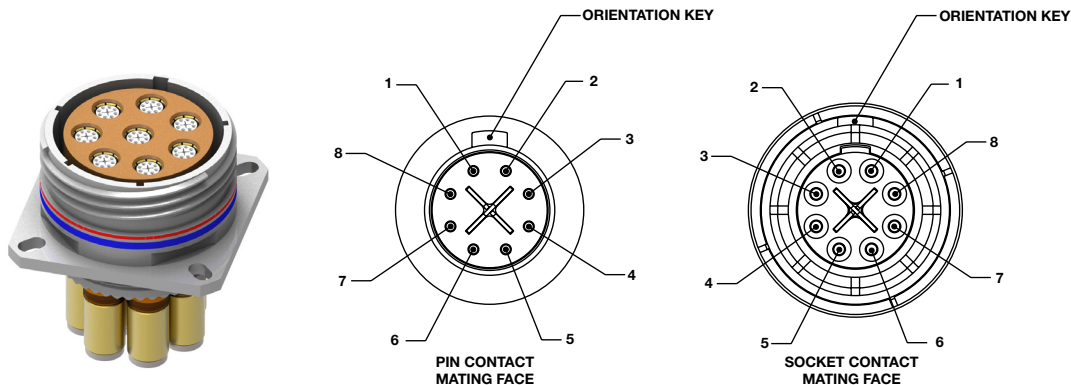 ORIENTATION KEY
1
2
3
4
5
6
7
8
PIN CONTACT
MATING FACE
ORIENTATION KEY
1
2
3
4
5
6
7
8
SOCKET CONTACT
MATING FACE